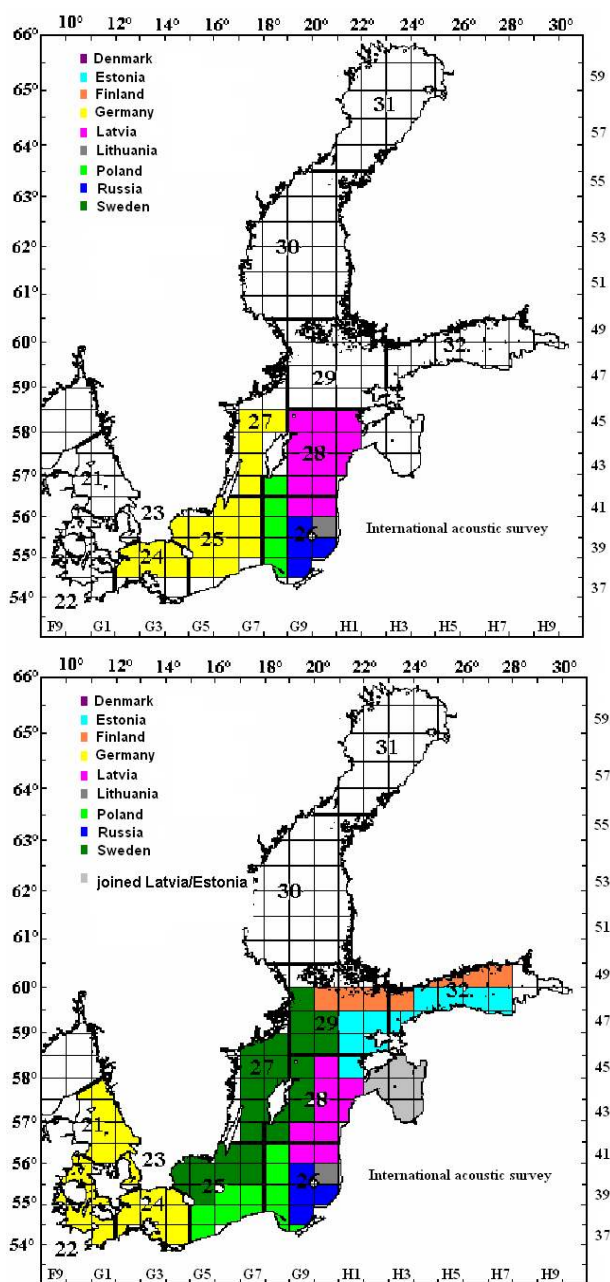 10° 12° 14° 16° 18° 20° 22° 24° 26° 28° 30°
66°
Denmark
59
65°
Estonia
Finland
31
Germany
57
64°
Latvia
Lithuania
Poland
55
Russia
63°
Sweden
53
62°
30
51
61°
49
60°
32
29
47
59°
27
45
58°
28
21
43
57°
23
41
56°
26
International acoustic survey
25
39
55°
24
37
54°
22
F9 G1 G3 G5 G7 G9 H1 H3 H5 H7 H9
10° 12° 14° 16° 18° 20° 22° 24° 26° 28° 30°
66°
Denmark
59
65°
Estonia
Finland
31
Germany
57
64°
Latvia
Lithuania
Poland
55
Russia
63°
Sweden
53
joined Latvia/Estonia
62°
30
51
61°
49
60°
32
29
47
59°
27
45
58°
28
21
43
57°
23
41
56°
26
International acoustic survey
25
39
55°
24
37
54°
22
F9 G1 G3 G5 G7 G9 H1 H3 H5 H7 H9